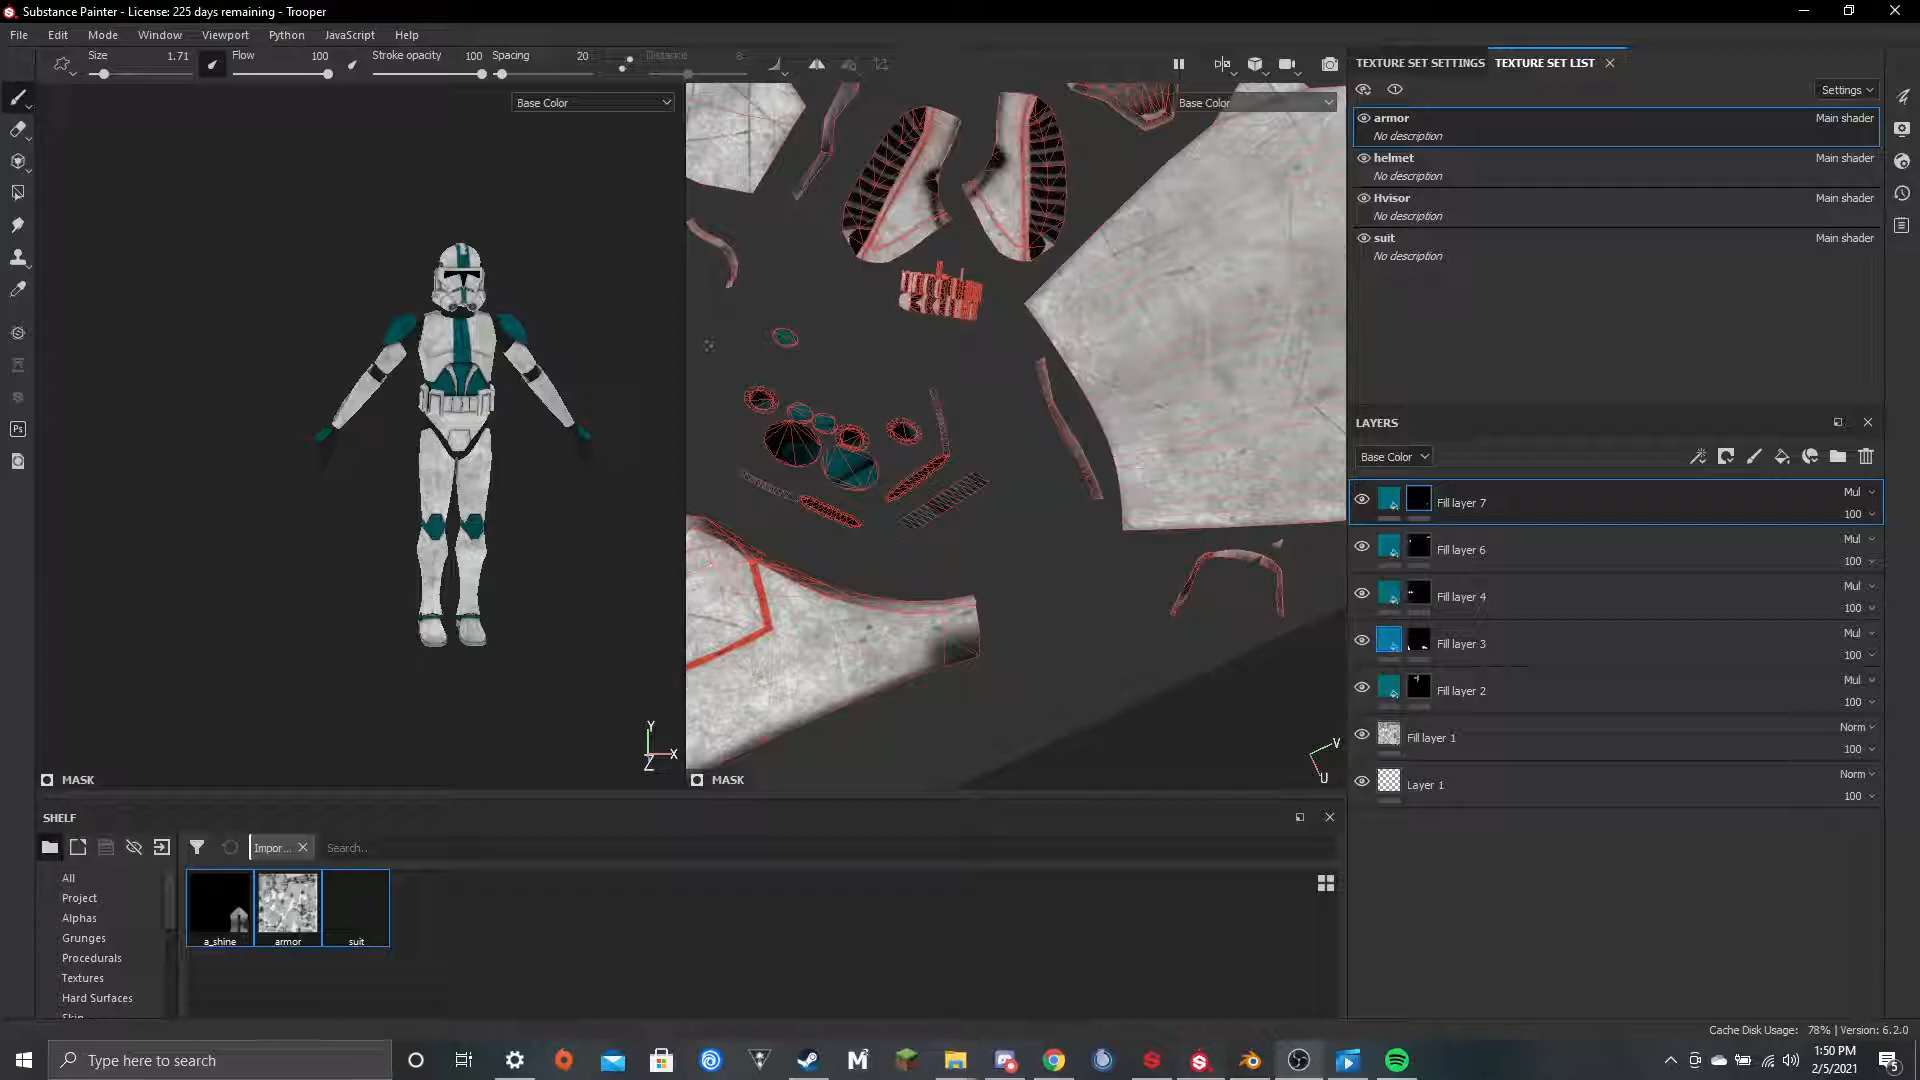 Substance Painter - License: 225 days remaining - Trooper
File Edit Mode Window Viewport Python JavaScript Help
Size 1.71 Flow 100 Stroke opacity 100 Spacing 20 Distance 8
Base Color
Base Color
TEXTURE SET SETTINGS TEXTURE SET LIST
Settings
armor Main shader
No description
helmet Main shader
No description
Hvisor Main shader
No description
suit Main shader
No description
LAYERS
Base Color
Fill layer 7 Mul
100
Fill layer 6 Mul
100
Fill layer 4 Mul
100
Fill layer 3 Mul
100
Fill layer 2 Mul
100
Fill layer 1 Norm
100
Layer 1 Norm
100
Y
X
Z
V
U
MASK
MASK
Ps
SHELF
Impor... Search..
All
Project
Alphas
Grunges
Procedurals
Textures
Hard Surfaces
Skin
a_shine armor suit
Cache Disk Usage: 78% | Version: 6.2.0
Type here to search
1:50 PM
2/5/2021
5